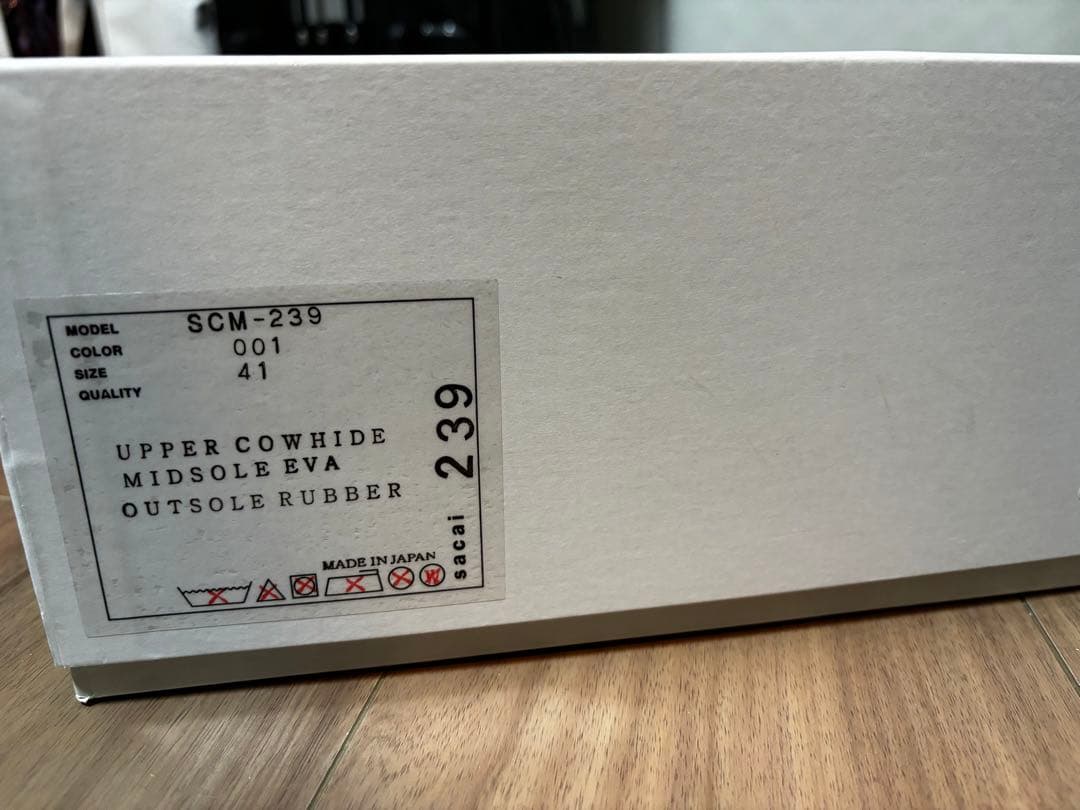 MODEL SCM-239
COLOR 001
SIZE 41
QUALITY
UPPER COWHIDE
MIDSOLE EVA
OUTSOLE RUBBER
MADE IN JAPAN
W
sacai 239